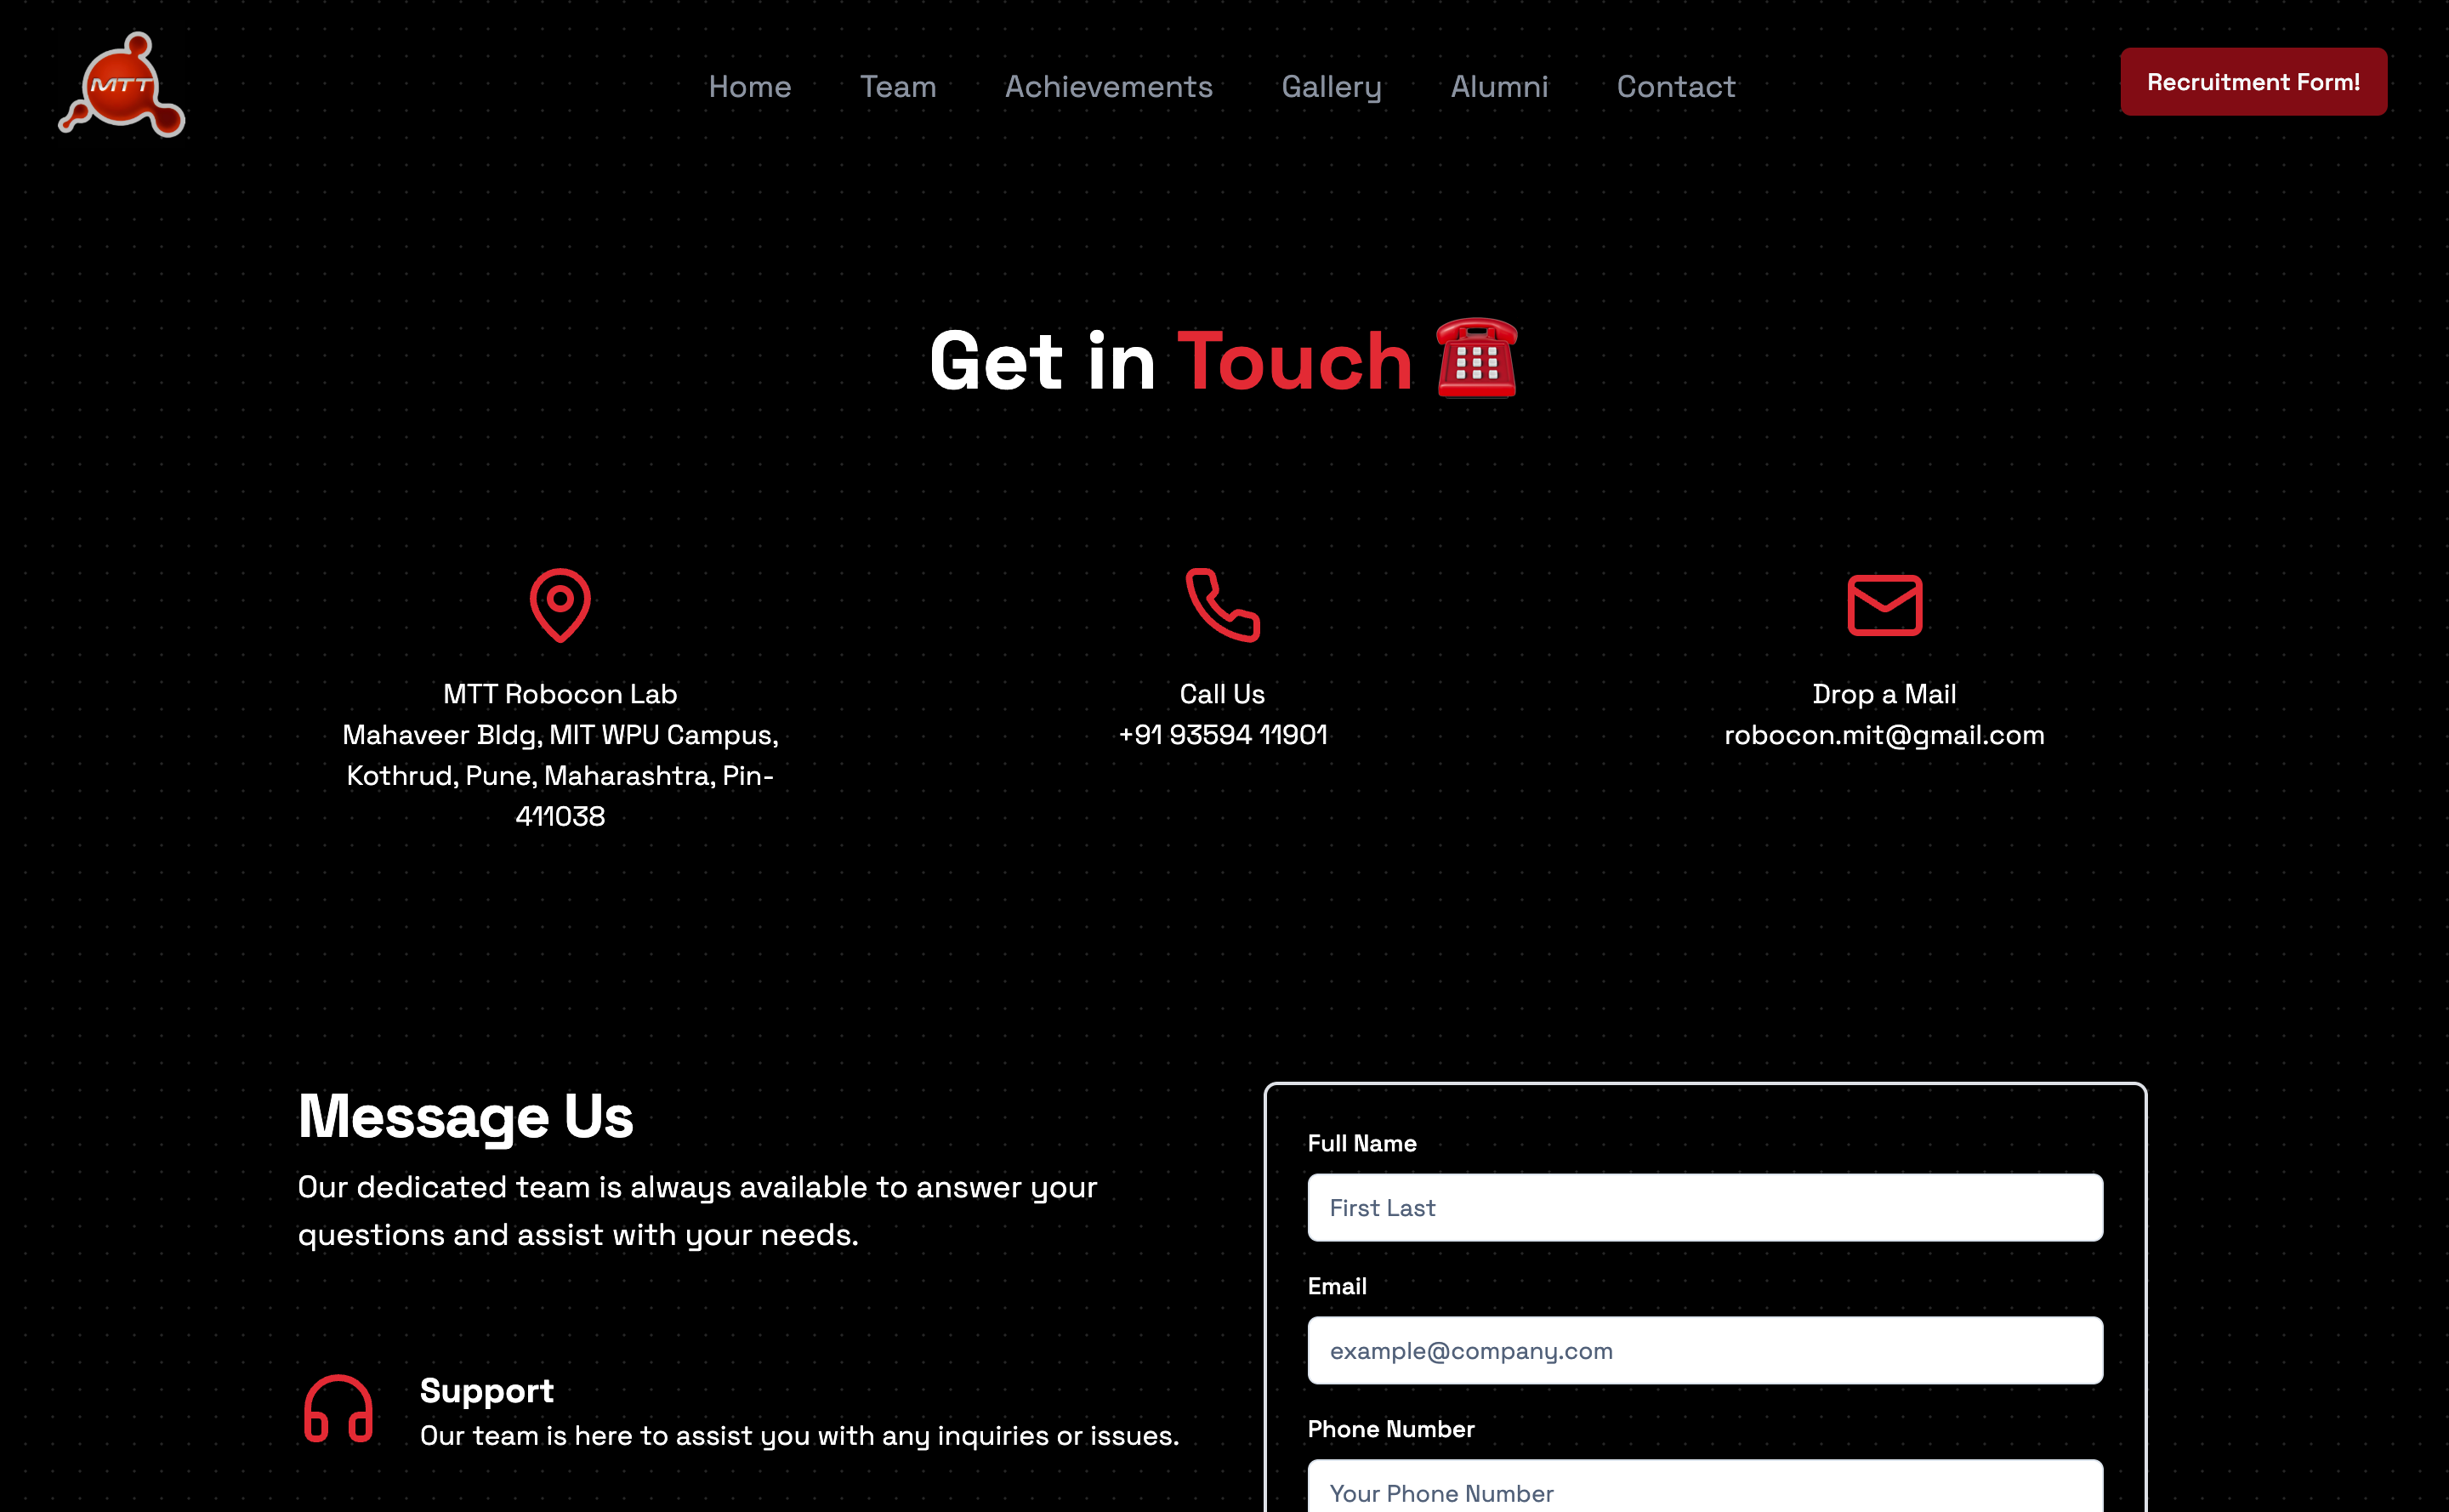 MTT
Home Team Achievements Gallery Alumni Contact
Recruitment Form!
Get in Touch ☎️
MTT Robocon Lab
Mahaveer Bldg, MIT WPU Campus,
Kothrud, Pune, Maharashtra, Pin-
411038
Call Us
+91 93594 11901
Drop a Mail
robocon.mit@gmail.com
Message Us
Our dedicated team is always available to answer your
questions and assist with your needs.
Support
Our team is here to assist you with any inquiries or issues.
Full Name
First Last
Email
example@company.com
Phone Number
Your Phone Number